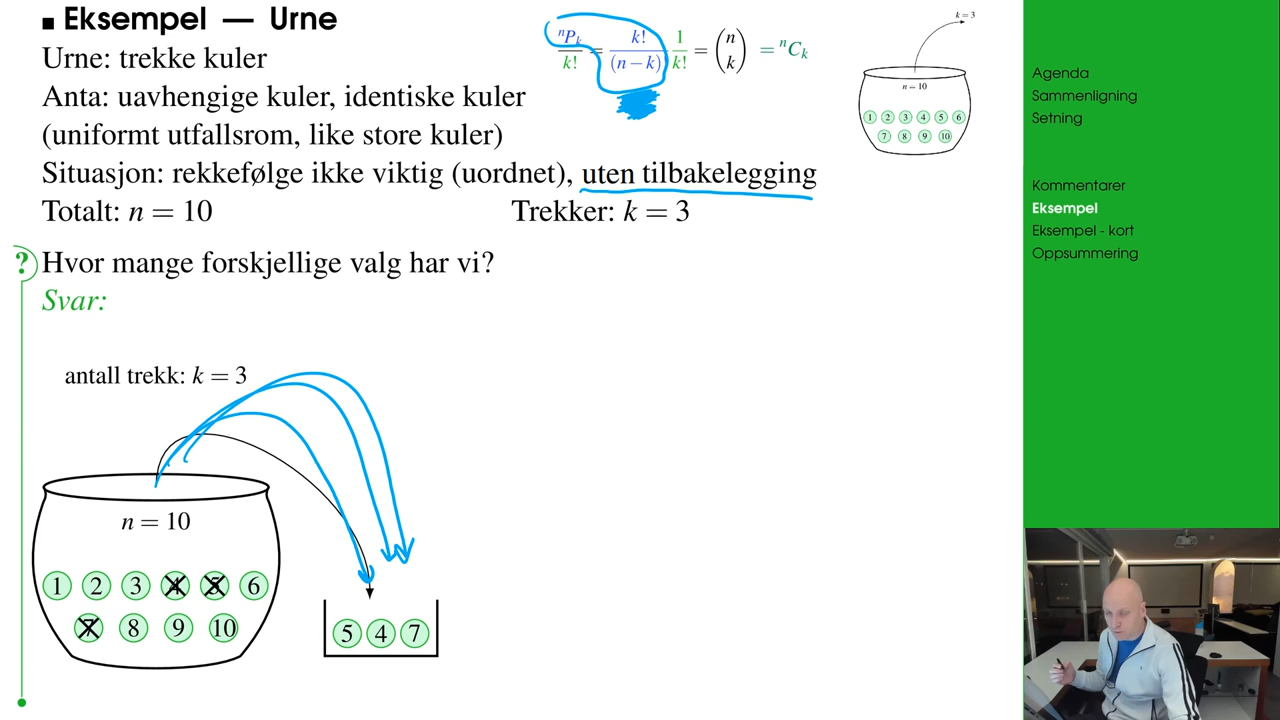 ■ Eksempel — Urne
Urne: trekke kuler
Anta: uavhengige kuler, identiske kuler
(uniformt utfallsrom, like store kuler)
Situasjon: rekkefølge ikke viktig (uordnet), uten tilbakelegging
Totalt: n = 10
Trekker: k = 3
ⁿPₖ / k! = k! / (n − k) 1 / k! = (n k) = ⁿCₖ
k = 3
n = 10
1 2 3 4 5 6
7 8 9 10
? Hvor mange forskjellige valg har vi?
Svar:
antall trekk: k = 3
n = 10
1 2 3 4 5 6
7 8 9 10
5 4 7
Agenda
Sammenligning
Setning
Kommentarer
Eksempel
Eksempel - kort
Oppsummering